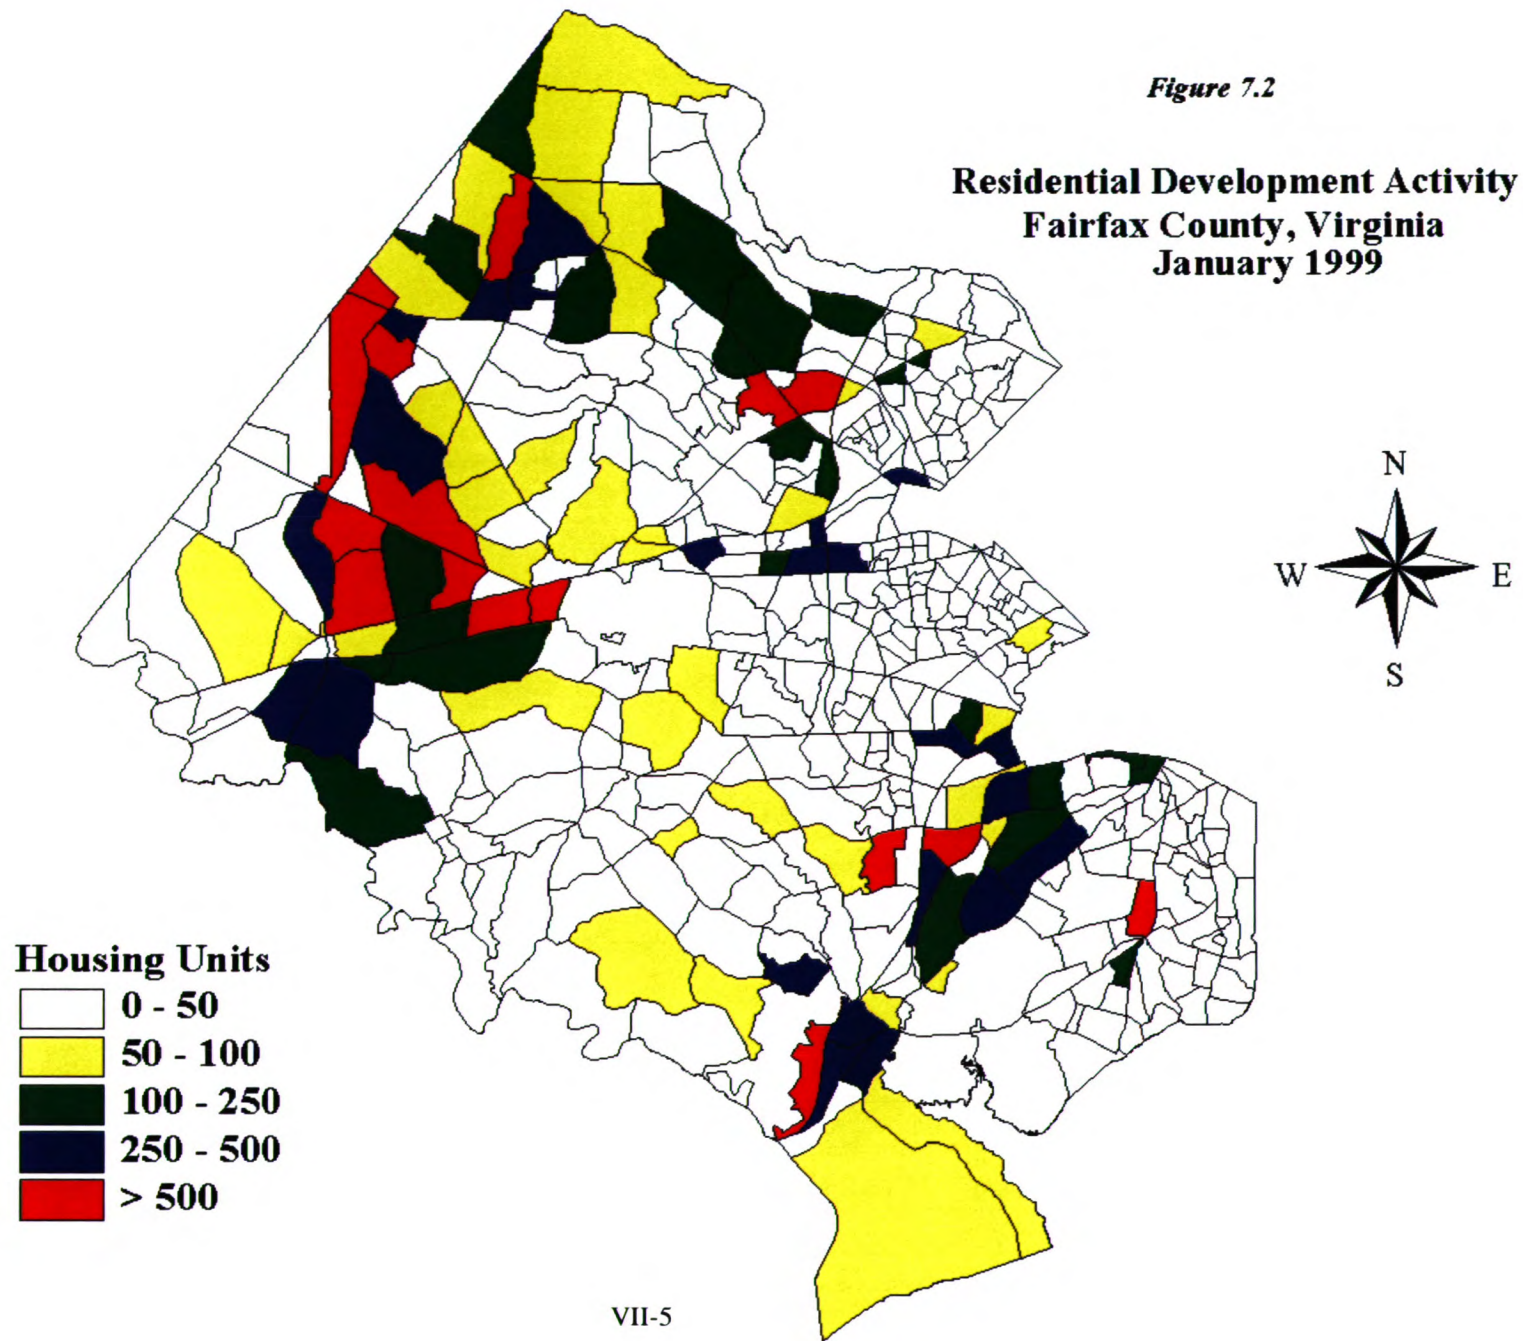 Figure 7.2
Residential Development Activity
Fairfax County, Virginia
January 1999
N
W E
S
Housing Units
0 - 50
50 - 100
100 - 250
250 - 500
> 500
VII-5